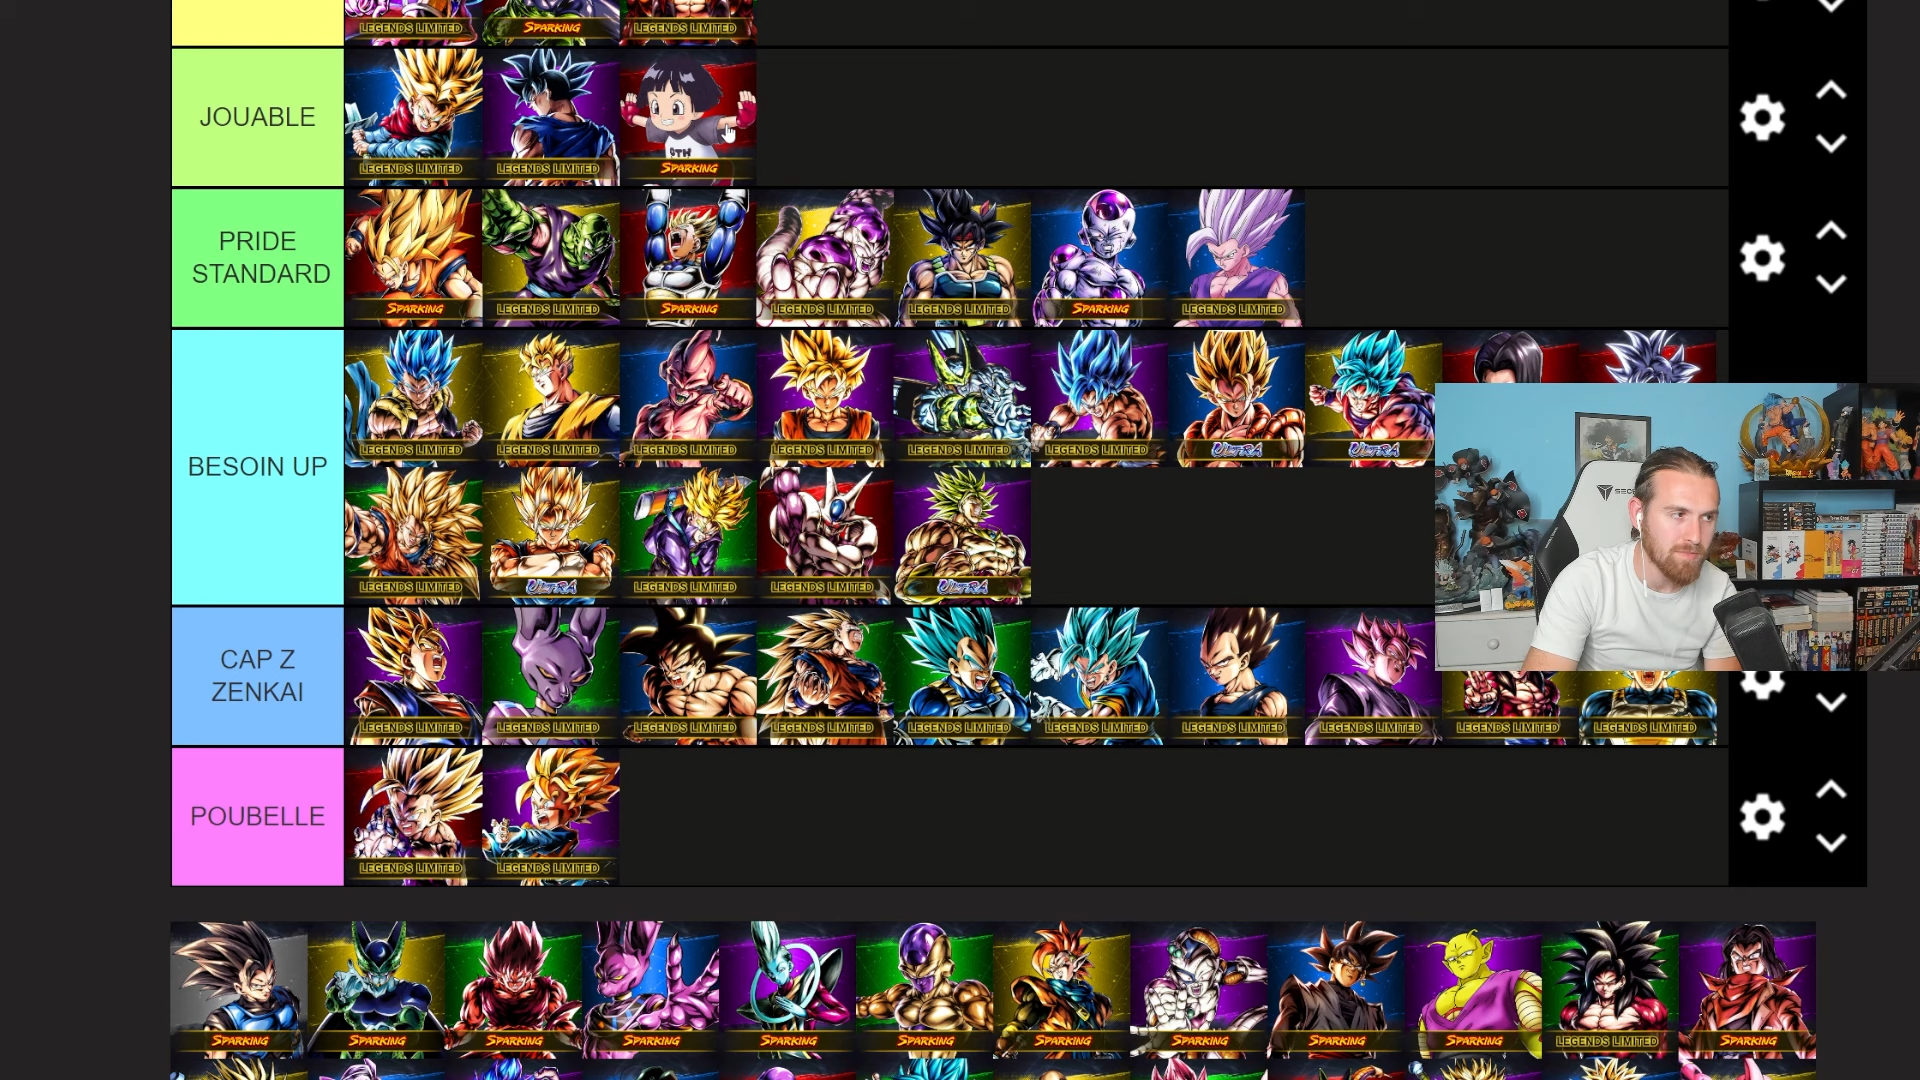 LEGENDS LIMITED SPARKING LEGENDS LIMITED
JOUABLE
LEGENDS LIMITED LEGENDS LIMITED SPARKING
PRIDE
STANDARD
SPARKING LEGENDS LIMITED SPARKING LEGENDS LIMITED LEGENDS LIMITED SPARKING LEGENDS LIMITED
BESOIN UP
LEGENDS LIMITED LEGENDS LIMITED LEGENDS LIMITED LEGENDS LIMITED LEGENDS LIMITED LEGENDS LIMITED ULTRA ULTRA
LEGENDS LIMITED ULTRA LEGENDS LIMITED LEGENDS LIMITED ULTRA
CAP Z
ZENKAI
LEGENDS LIMITED LEGENDS LIMITED LEGENDS LIMITED LEGENDS LIMITED LEGENDS LIMITED LEGENDS LIMITED LEGENDS LIMITED LEGENDS LIMITED LEGENDS LIMITED LEGENDS LIMITED
POUBELLE
LEGENDS LIMITED LEGENDS LIMITED
SPARKING SPARKING SPARKING SPARKING SPARKING SPARKING SPARKING SPARKING SPARKING SPARKING LEGENDS LIMITED SPARKING